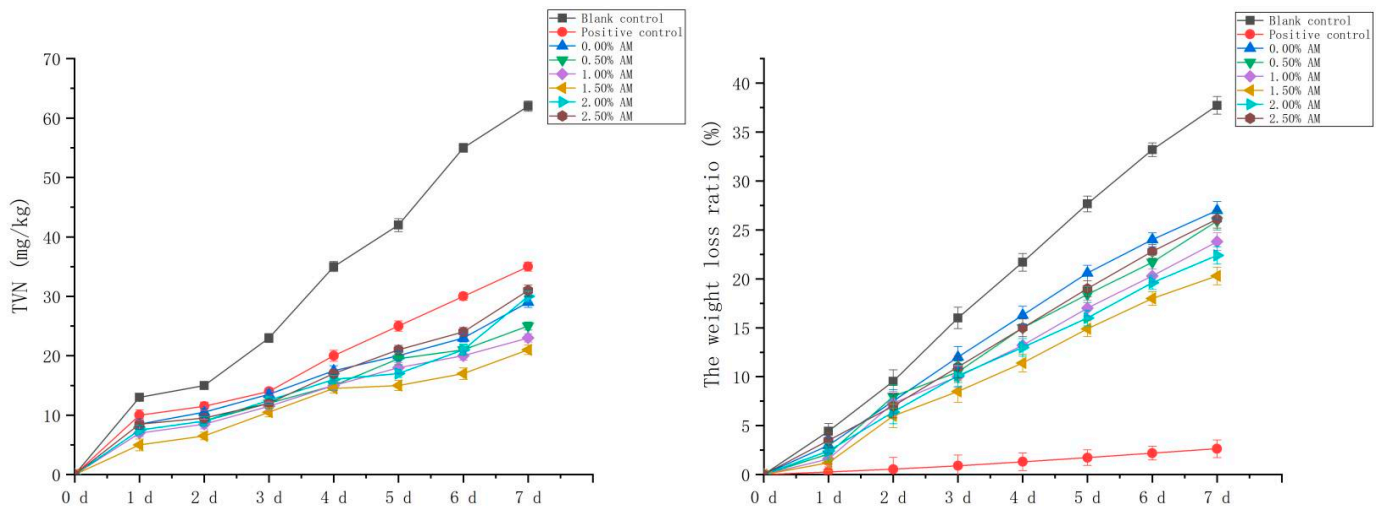 Blank control
Positive control
0.00% AM
0.50% AM
1.00% AM
1.50% AM
2.00% AM
2.50% AM
70
60
50
40
30
20
10
0
TVN (mg/kg)
0 d 1 d 2 d 3 d 4 d 5 d 6 d 7 d
Blank control
Positive control
0.00% AM
0.50% AM
1.00% AM
1.50% AM
2.00% AM
2.50% AM
40
35
30
25
20
15
10
5
0
The weight loss ratio (%)
0 d 1 d 2 d 3 d 4 d 5 d 6 d 7 d